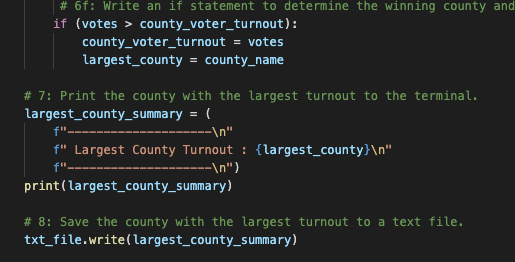 # 6f: Write an if statement to determine the winning county and
if (votes > county_voter_turnout):
county_voter_turnout = votes
largest_county = county_name
# 7: Print the county with the largest turnout to the terminal.
largest_county_summary = (
f"--------------------\n"
f" Largest County Turnout : {largest_county}\n"
f"--------------------\n")
print(largest_county_summary)
# 8: Save the county with the largest turnout to a text file.
txt_file.write(largest_county_summary)